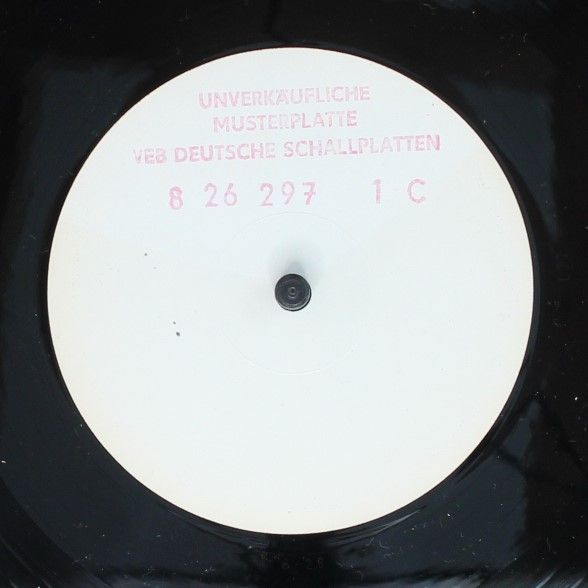 UNVERKÄUFLICHE
MUSTERPLATTE
VEB DEUTSCHE SCHALLPLATTEN
8 26 297 1 C